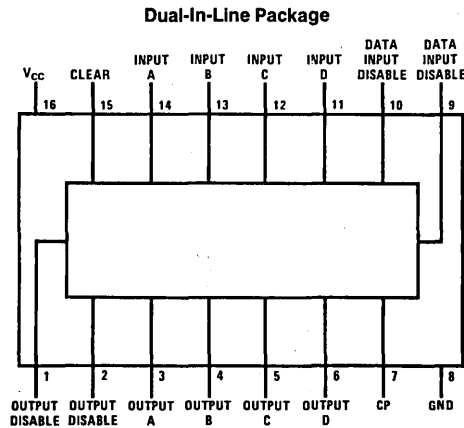 Dual-In-Line Package
DATA DATA
INPUT INPUT INPUT INPUT INPUT INPUT
VCC CLEAR A B C D DISABLE DISABLE
16 15 14 13 12 11 10 9
1 2 3 4 5 6 7 8
OUTPUT OUTPUT OUTPUT OUTPUT OUTPUT OUTPUT CP GND
DISABLE DISABLE A B C D